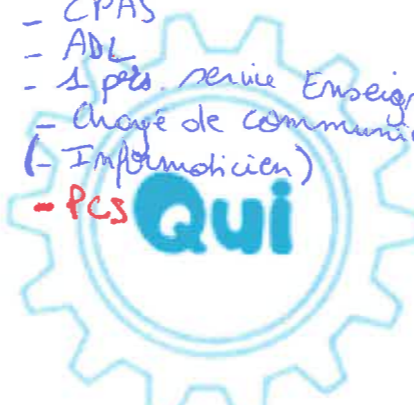 - CPAS
- ADL
- 1 pers. service Enseig
- Chargé de communi
(- Informaticien)
- PCS
Qui